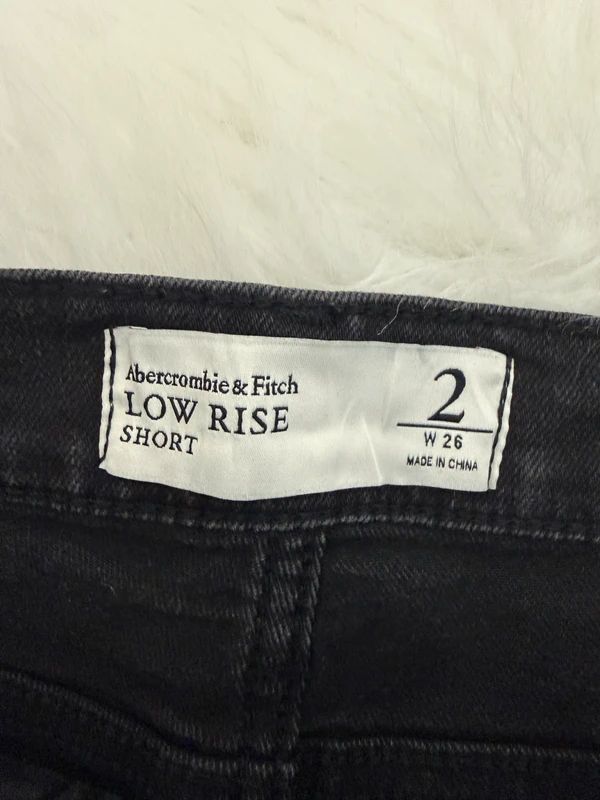 Abercrombie & Fitch
LOW RISE
SHORT
2
W 26
MADE IN CHINA